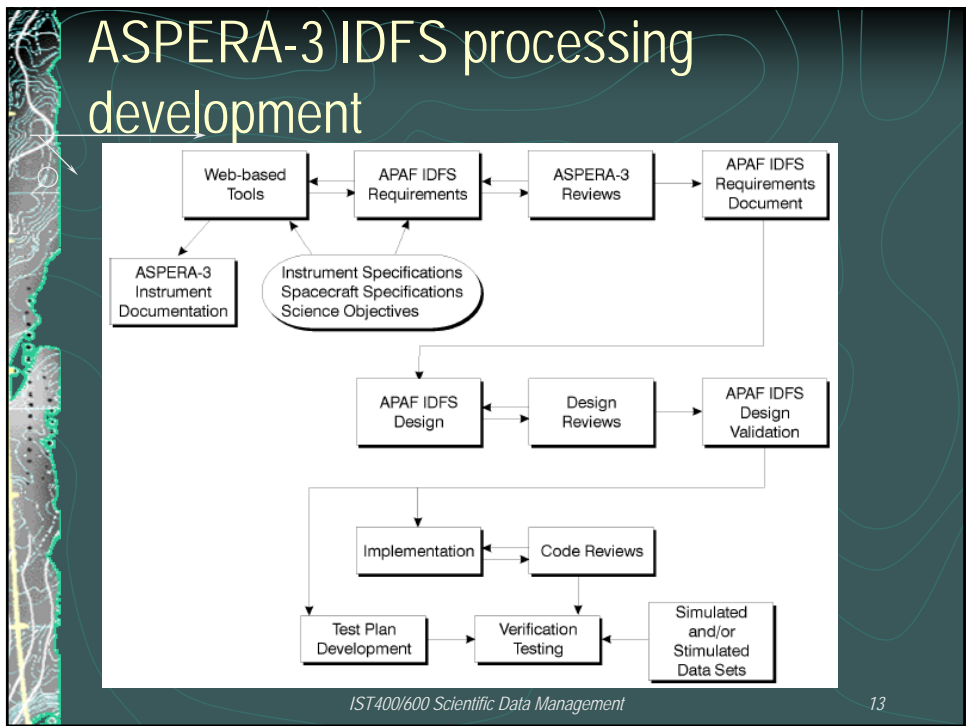 ASPERA-3 IDFS processing
development
Web-based
Tools
APAF IDFS
Requirements
ASPERA-3
Reviews
APAF IDFS
Requirements
Document
ASPERA-3
Instrument
Documentation
Instrument Specifications
Spacecraft Specifications
Science Objectives
APAF IDFS
Design
Design
Reviews
APAF IDFS
Design
Validation
Implementation
Code Reviews
Test Plan
Development
Verification
Testing
Simulated
and/or
Stimulated
Data Sets
IST400/600 Scientific Data Management
13